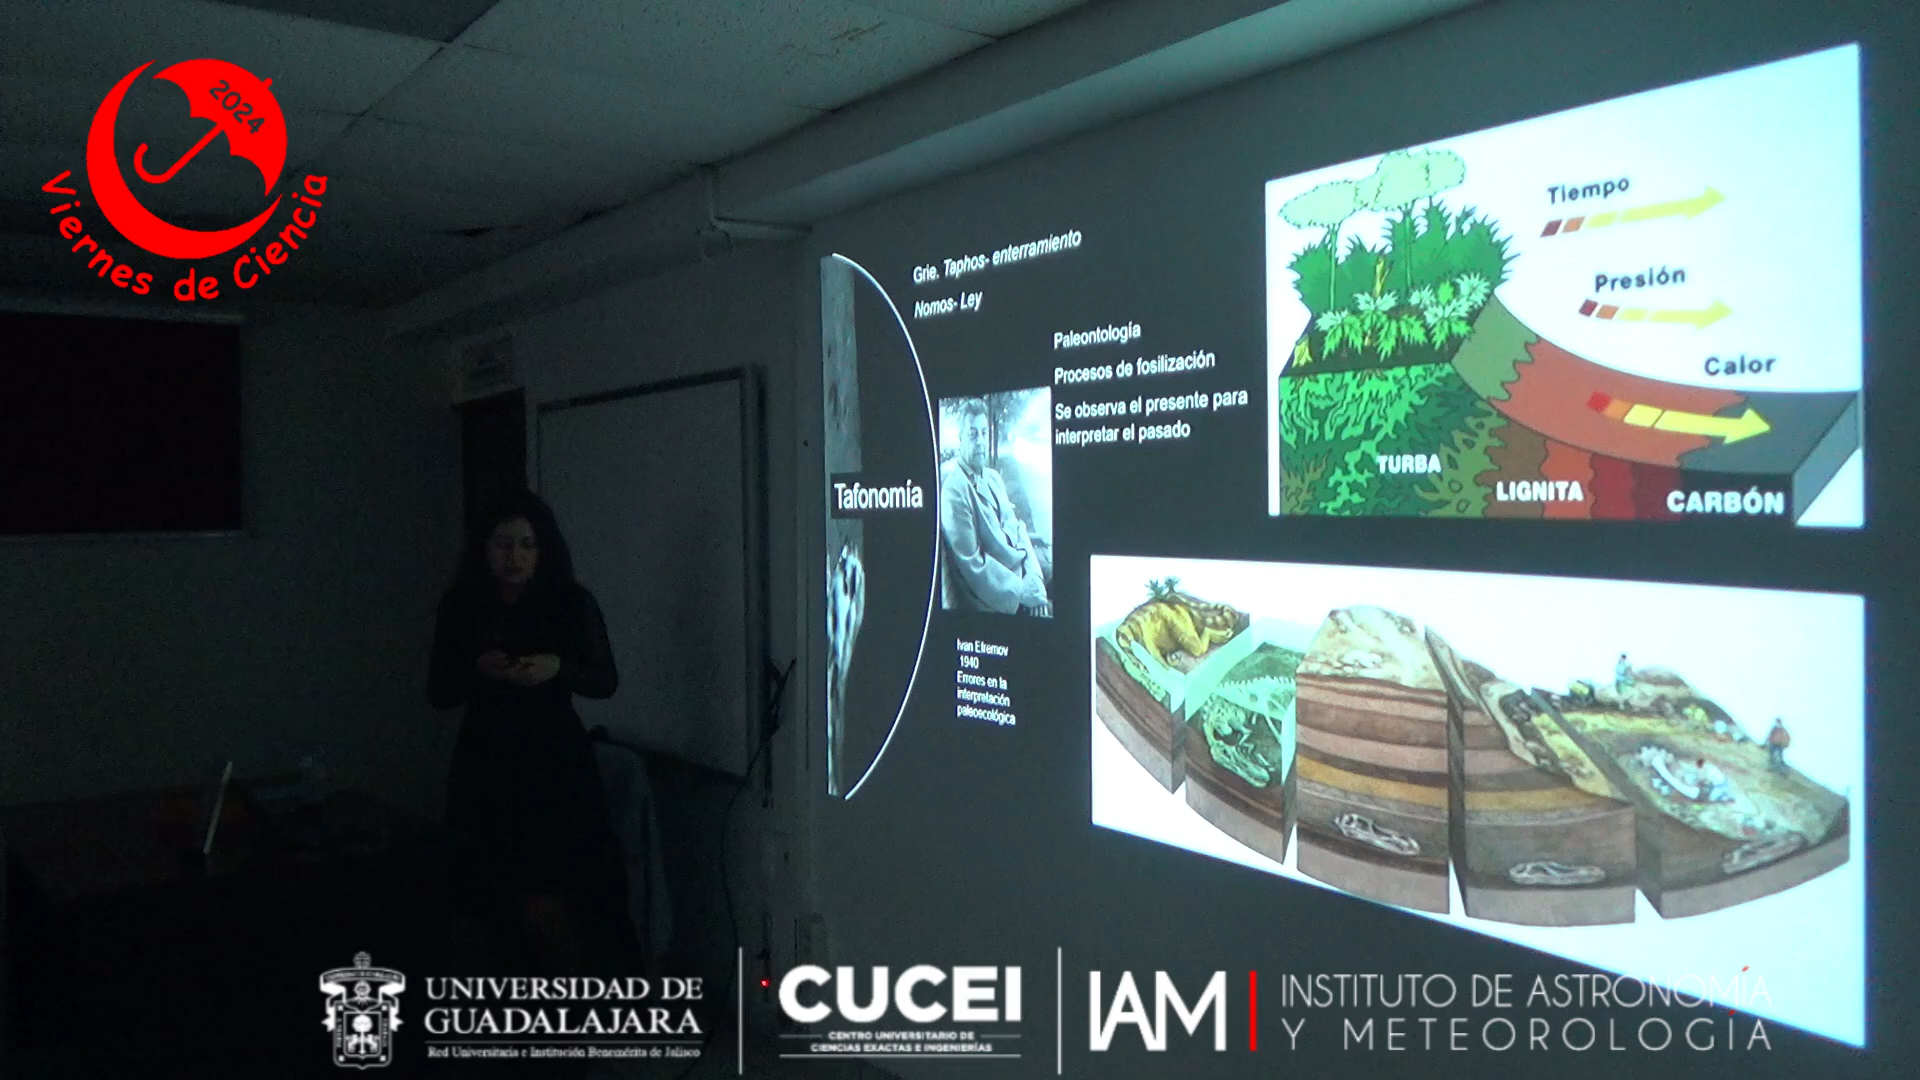 2024
Viernes de Ciencia
Grie. Taphos- enterramiento
Nomos- Ley
Paleontología
Procesos de fosilización
Se observa el presente para
interpretar el pasado
Tafonomía
Ivan Efremov
1940
Errores en la
interpretación
paleoecológica
Tiempo
Presión
Calor
TURBA
LIGNITA
CARBÓN
UNIVERSIDAD DE
GUADALAJARA
Red Universitaria e Institución Benemérita de Jalisco
CUCEI
CENTRO UNIVERSITARIO DE
CIENCIAS EXACTAS E INGENIERÍAS
IAM
INSTITUTO DE ASTRONOMÍA
Y METEOROLOGÍA